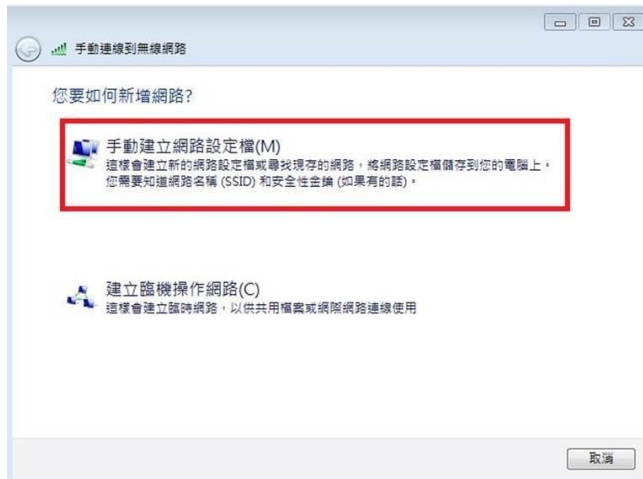 手動連線到無線網路
您要如何新增網路?
手動建立網路設定檔(M)
這樣會建立新的網路設定檔或尋找現存的網路，將網路設定檔儲存到您的電腦上。
您需要知道網路名稱 (SSID) 和安全性金鑰 (如果有的話)。
建立臨機操作網路(C)
這樣會建立臨時網路，以供共用檔案或網際網路連線使用
取消